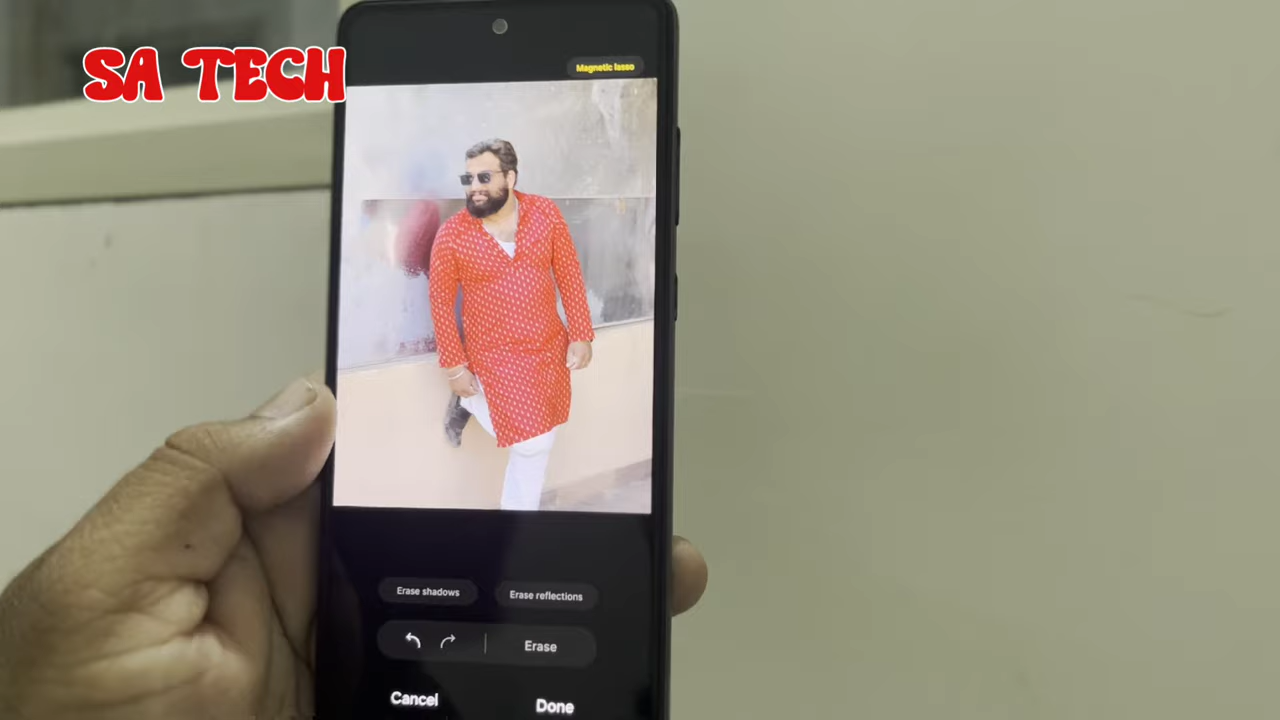 SA TECH
Magnetic lasso
Erase shadows
Erase reflections
Erase
Cancel
Done